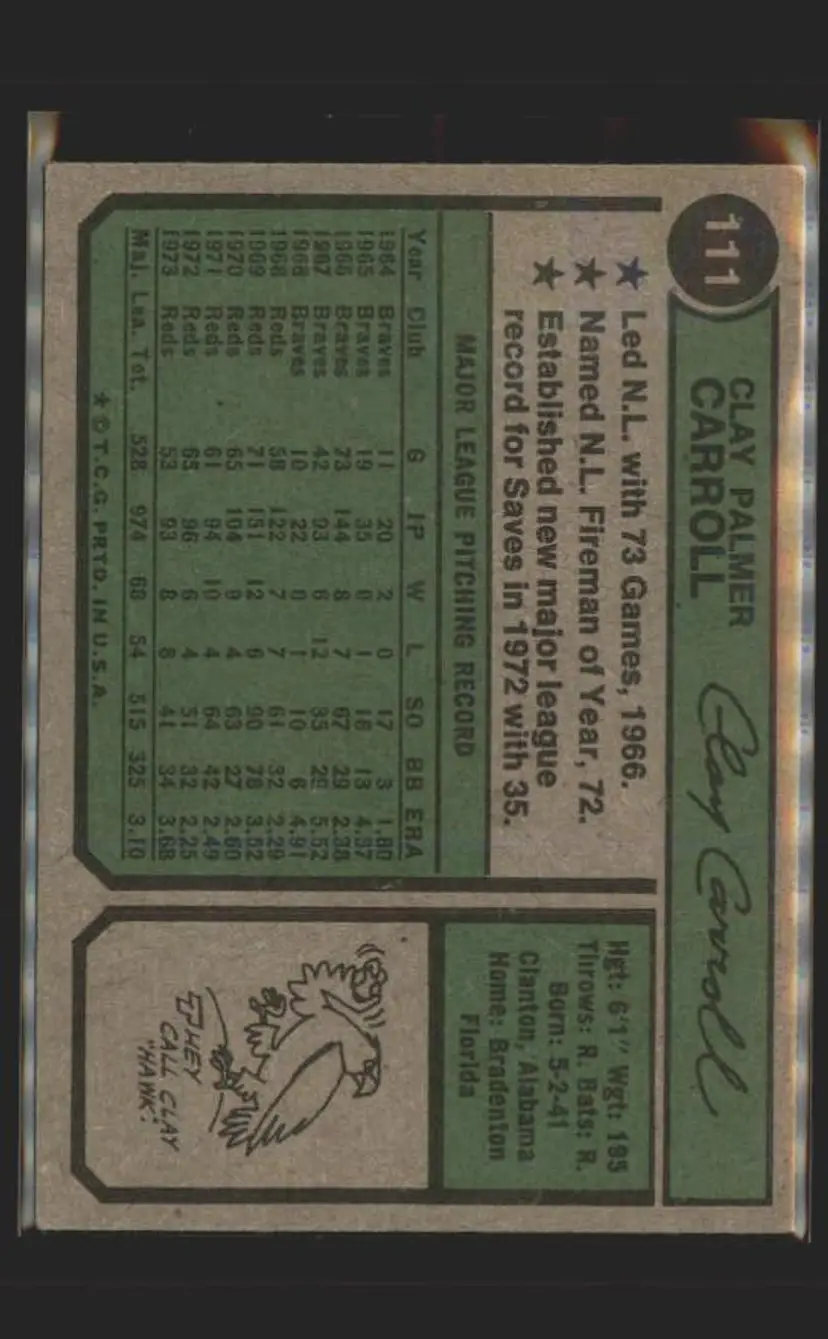 111
CLAY PALMER
CARROLL
Clay Carroll
★ Led N.L. with 73 Games, 1966.
★ Named N.L. Fireman of Year, 72.
★ Established new major league
record for Saves in 1972 with 35.
MAJOR LEAGUE PITCHING RECORD
Year Club G IP W L SO BB ERA
1964 Braves 11 20 2 0 17 3 1.80
1965 Braves 19 35 0 1 16 13 4.37
1966 Braves 73 144 8 7 67 29 2.38
1967 Braves 42 93 6 12 35 29 5.52
1968 Braves 10 22 0 1 10 6 4.91
1968 Reds 58 122 7 7 61 32 2.29
1969 Reds 71 151 12 6 90 78 3.52
1970 Reds 65 104 9 4 63 27 2.60
1971 Reds 61 94 10 4 64 42 2.49
1972 Reds 65 96 6 4 51 32 2.25
1973 Reds 53 93 8 8 41 34 3.68
Maj. Lea. Tot. 528 974 68 54 515 325 3.10
★ © T.C.G. PRTD. IN U.S.A.
Hgt: 6'1" Wgt: 195
Throws: R. Bats: R.
Born: 5-2-41
Clanton, Alabama
Home: Bradenton
Florida
THEY
CALL CLAY
"HAWK".